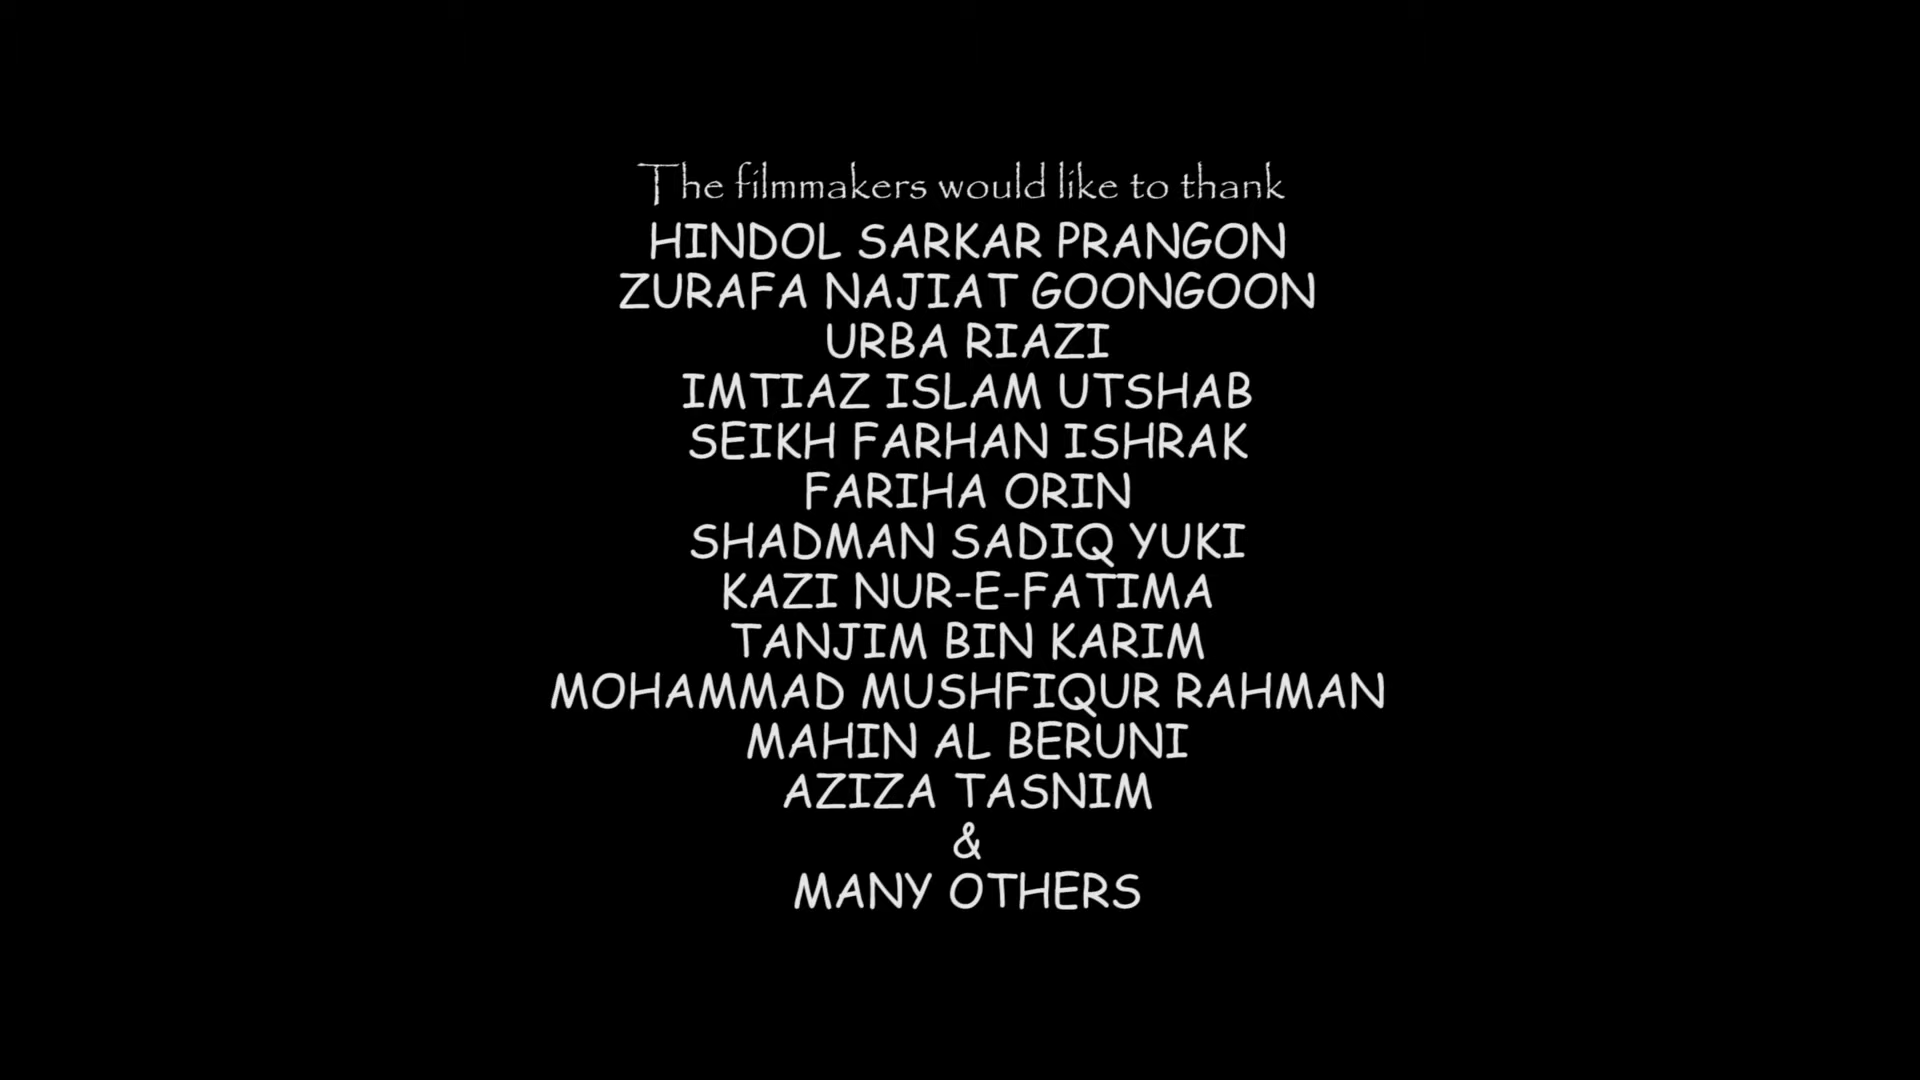 The filmmakers would like to thank
HINDOL SARKAR PRANGON
ZURAFA NAJIAT GOONGOON
URBA RIAZI
IMTIAZ ISLAM UTSHAB
SEIKH FARHAN ISHRAK
FARIHA ORIN
SHADMAN SADIQ YUKI
KAZI NUR-E-FATIMA
TANJIM BIN KARIM
MOHAMMAD MUSHFIQUR RAHMAN
MAHIN AL BERUNI
AZIZA TASNIM
&
MANY OTHERS